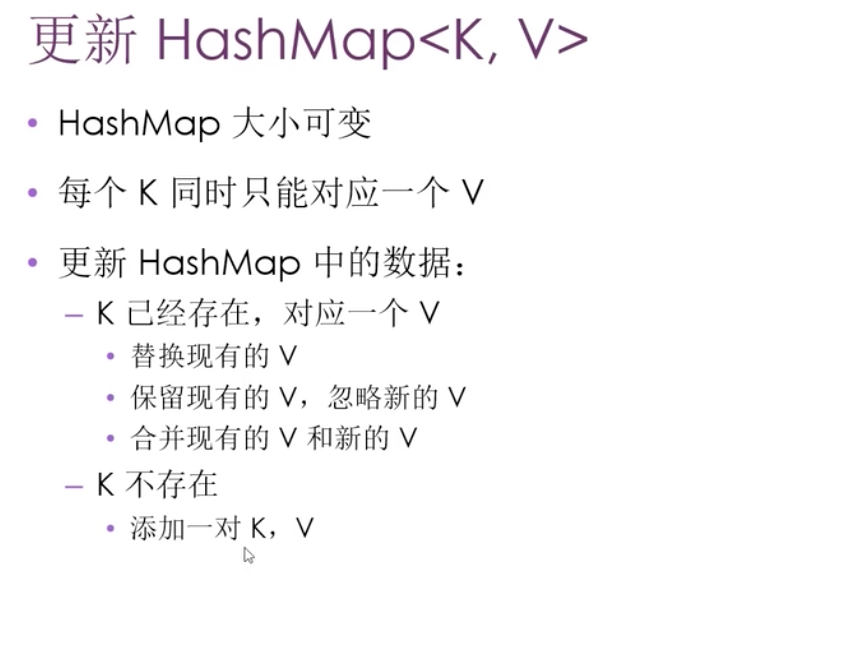 更新 HashMap<K, V>
• HashMap 大小可变
• 每个 K 同时只能对应一个 V
• 更新 HashMap 中的数据：
– K 已经存在，对应一个 V
• 替换现有的 V
• 保留现有的 V，忽略新的 V
• 合并现有的 V 和新的 V
– K 不存在
• 添加一对 K，V